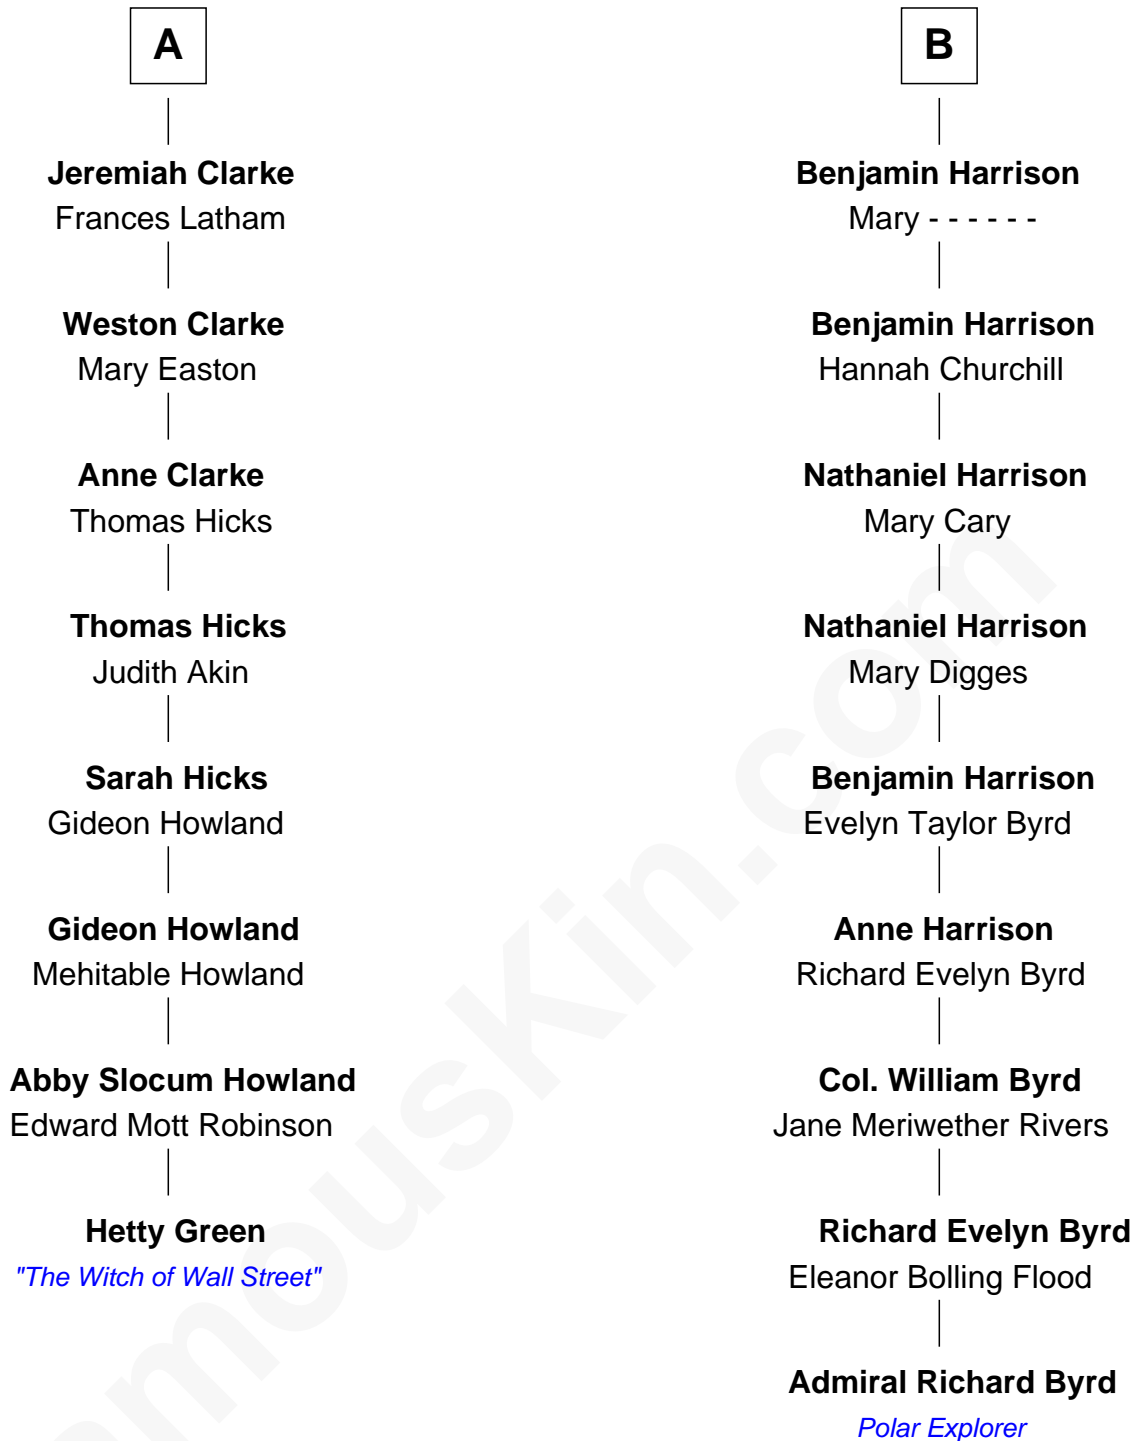 A
Jeremiah Clarke
Frances Latham
Weston Clarke
Mary Easton
Anne Clarke
Thomas Hicks
Thomas Hicks
Judith Akin
Sarah Hicks
Gideon Howland
Gideon Howland
Mehitable Howland
Abby Slocum Howland
Edward Mott Robinson
Hetty Green
"The Witch of Wall Street"
B
Benjamin Harrison
Mary - - - - - -
Benjamin Harrison
Hannah Churchill
Nathaniel Harrison
Mary Cary
Nathaniel Harrison
Mary Digges
Benjamin Harrison
Evelyn Taylor Byrd
Anne Harrison
Richard Evelyn Byrd
Col. William Byrd
Jane Meriwether Rivers
Richard Evelyn Byrd
Eleanor Bolling Flood
Admiral Richard Byrd
Polar Explorer
amousKin.com